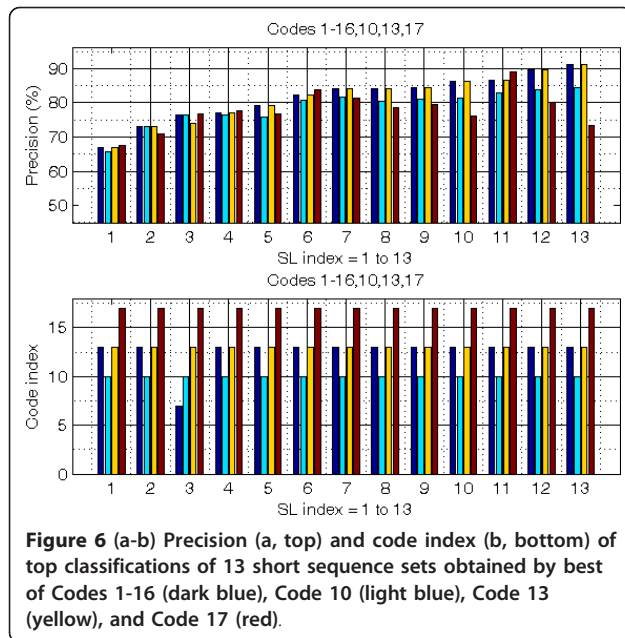 Codes 1-16,10,13,17
Precision (%)
90
80
70
60
50
1 2 3 4 5 6 7 8 9 10 11 12 13
SL index = 1 to 13
Codes 1-16,10,13,17
Code index
15
10
5
0
1 2 3 4 5 6 7 8 9 10 11 12 13
SL index = 1 to 13
Figure 6 (a-b) Precision (a, top) and code index (b, bottom) of
top classifications of 13 short sequence sets obtained by best
of Codes 1-16 (dark blue), Code 10 (light blue), Code 13
(yellow), and Code 17 (red).